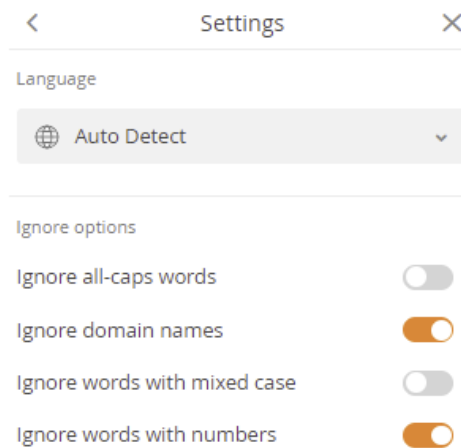 Settings
Language
Auto Detect
Ignore options
Ignore all-caps words
Ignore domain names
Ignore words with mixed case
Ignore words with numbers